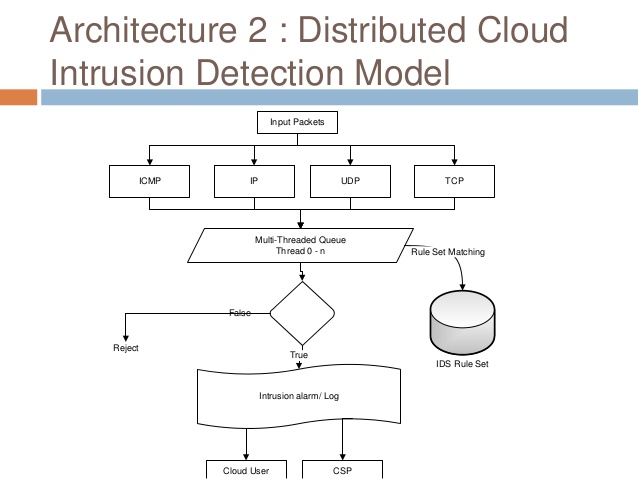 Architecture 2 : Distributed Cloud
Intrusion Detection Model
Input Packets
ICMP
IP
UDP
TCP
Multi-Threaded Queue
Thread 0 - n
Rule Set Matching
False
Reject
True
IDS Rule Set
Intrusion alarm/ Log
Cloud User
CSP